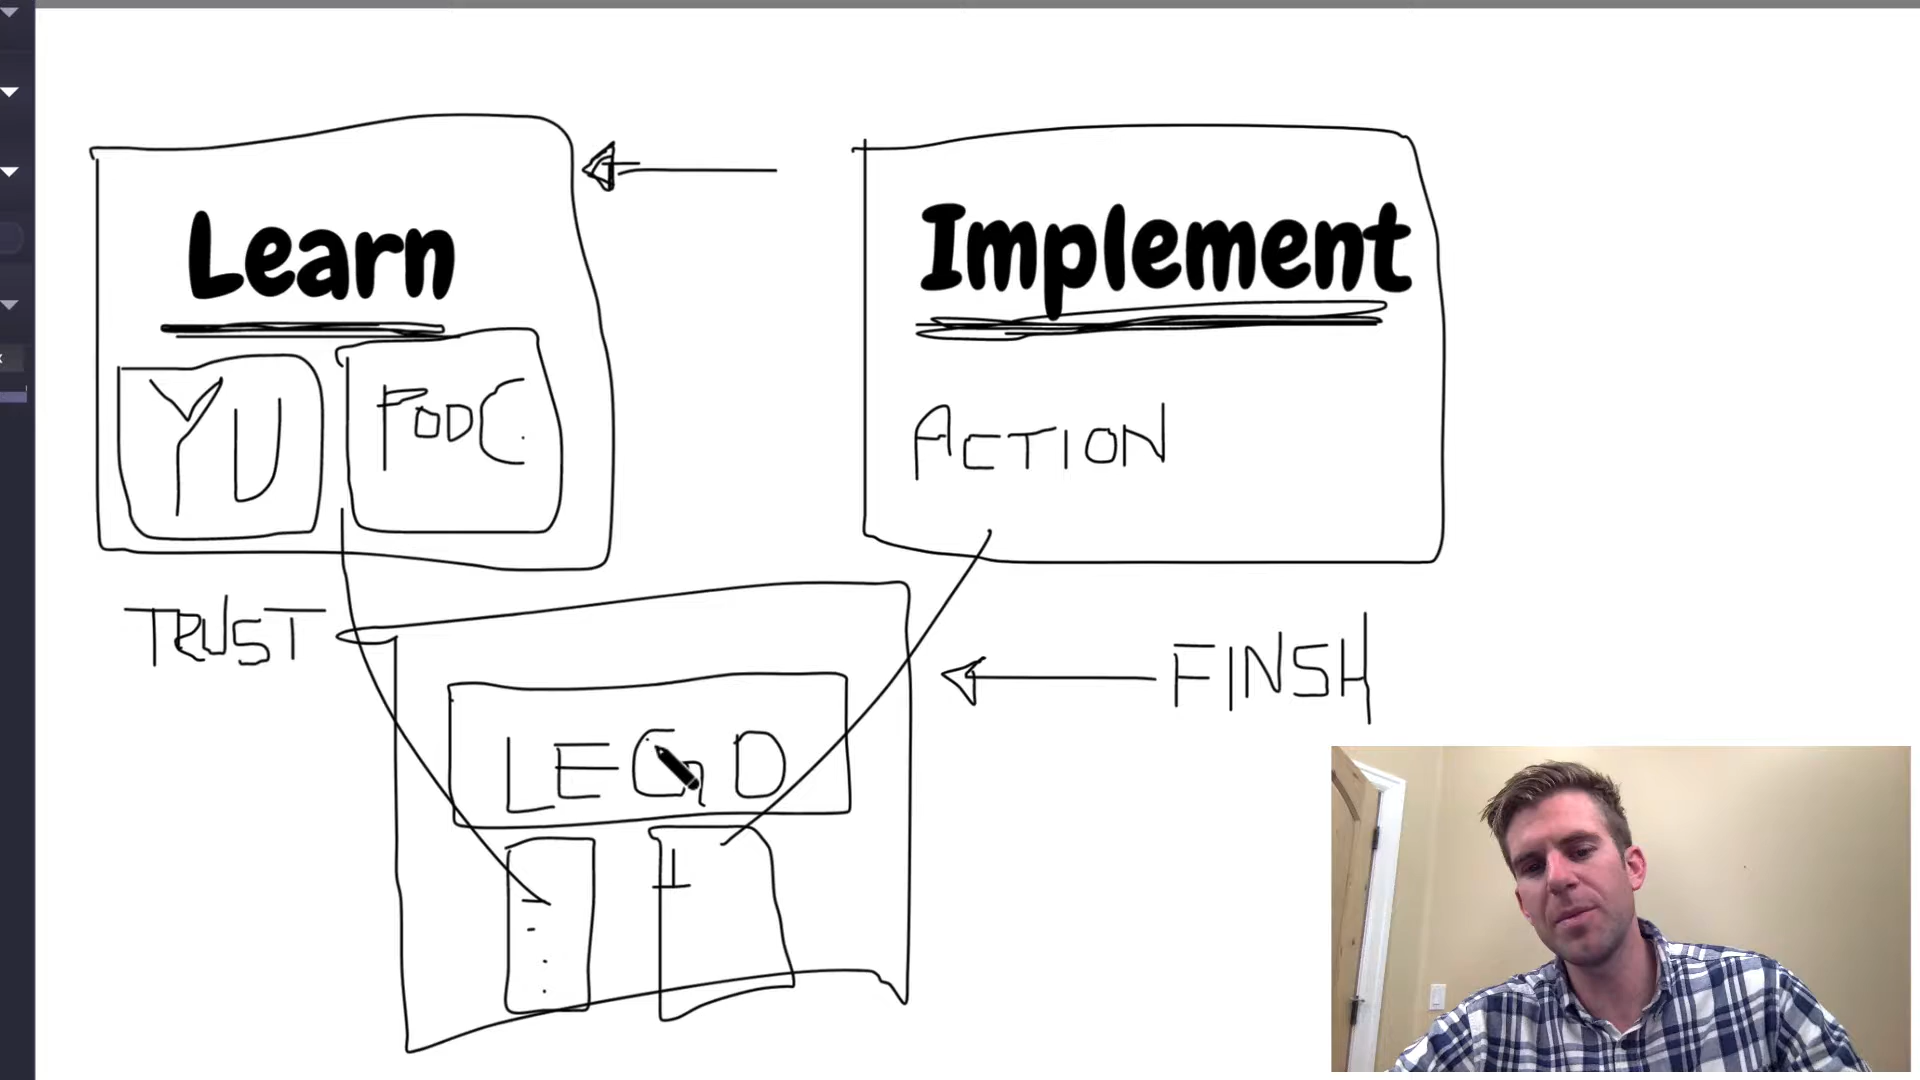 Learn
Implement
YU
PODC.
ACTION
TRUST
FINSH
LEGD